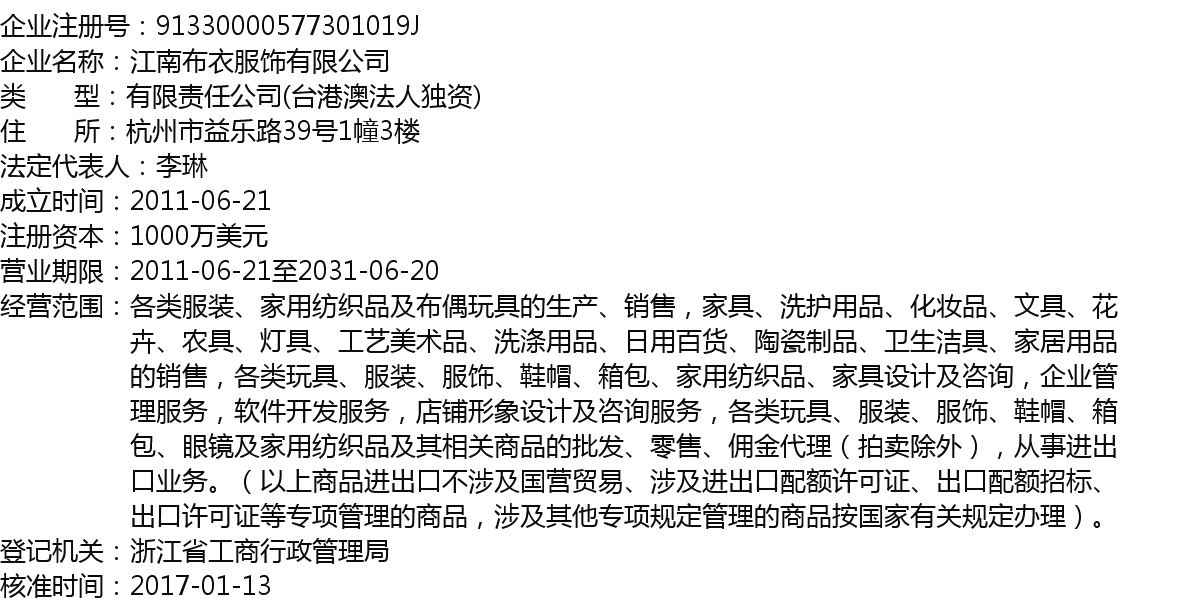 企业注册号：91330000577301019J
企业名称：江南布衣服饰有限公司
类 型：有限责任公司(台港澳法人独资)
住 所：杭州市益乐路39号1幢3楼
法定代表人：李琳
成立时间：2011-06-21
注册资本：1000万美元
营业期限：2011-06-21至2031-06-20
经营范围：各类服装、家用纺织品及布偶玩具的生产、销售，家具、洗护用品、化妆品、文具、花
卉、农具、灯具、工艺美术品、洗涤用品、日用百货、陶瓷制品、卫生洁具、家居用品
的销售，各类玩具、服装、服饰、鞋帽、箱包、家用纺织品、家具设计及咨询，企业管
理服务，软件开发服务，店铺形象设计及咨询服务，各类玩具、服装、服饰、鞋帽、箱
包、眼镜及家用纺织品及其相关商品的批发、零售、佣金代理（拍卖除外），从事进出
口业务。（以上商品进出口不涉及国营贸易、涉及进出口配额许可证、出口配额招标、
出口许可证等专项管理的商品，涉及其他专项规定管理的商品按国家有关规定办理）。
登记机关：浙江省工商行政管理局
核准时间：2017-01-13